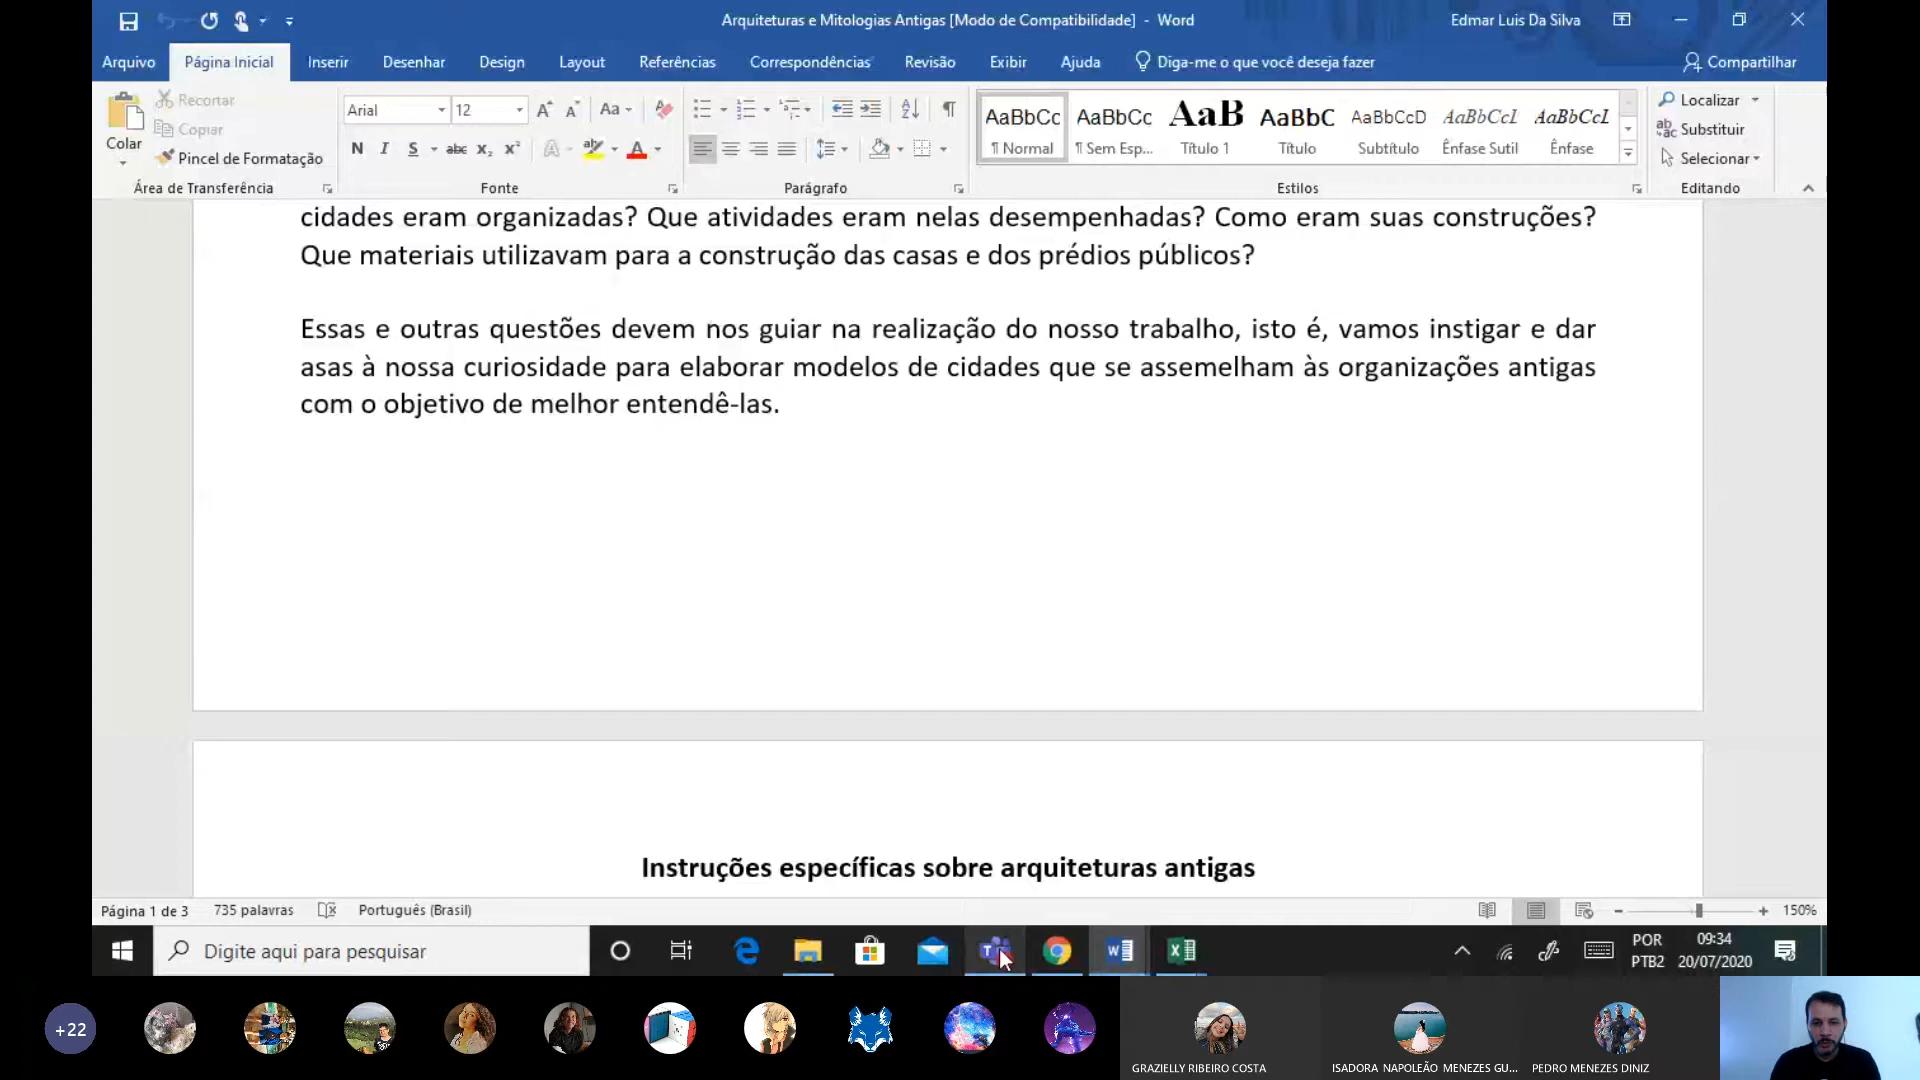 Arquiteturas e Mitologias Antigas [Modo de Compatibilidade] - Word
Edmar Luis Da Silva
Arquivo Página Inicial Inserir Desenhar Design Layout Referências Correspondências Revisão Exibir Ajuda Diga-me o que você deseja fazer Compartilhar
Colar
Recortar
Copiar
Pincel de Formatação
Área de Transferência
Arial 12
N I S abc X₂ X²
Aa
A
Fonte
Parágrafo
AaBbCc AaBbCc AaB AaBbC AaBbCcD AaBbCcI AaBbCcI
¶ Normal ¶ Sem Esp... Título 1 Título Subtítulo Ênfase Sutil Ênfase
Estilos
Localizar
Substituir
Selecionar
Editando
cidades eram organizadas? Que atividades eram nelas desempenhadas? Como eram suas construções?
Que materiais utilizavam para a construção das casas e dos prédios públicos?
Essas e outras questões devem nos guiar na realização do nosso trabalho, isto é, vamos instigar e dar
asas à nossa curiosidade para elaborar modelos de cidades que se assemelham às organizações antigas
com o objetivo de melhor entendê-las.
Instruções específicas sobre arquiteturas antigas
Página 1 de 3 735 palavras Português (Brasil) 150%
Digite aqui para pesquisar
POR
PTB2
09:34
20/07/2020
+22
GRAZIELLY RIBEIRO COSTA
ISADORA NAPOLEÃO MENEZES GU...
PEDRO MENEZES DINIZ